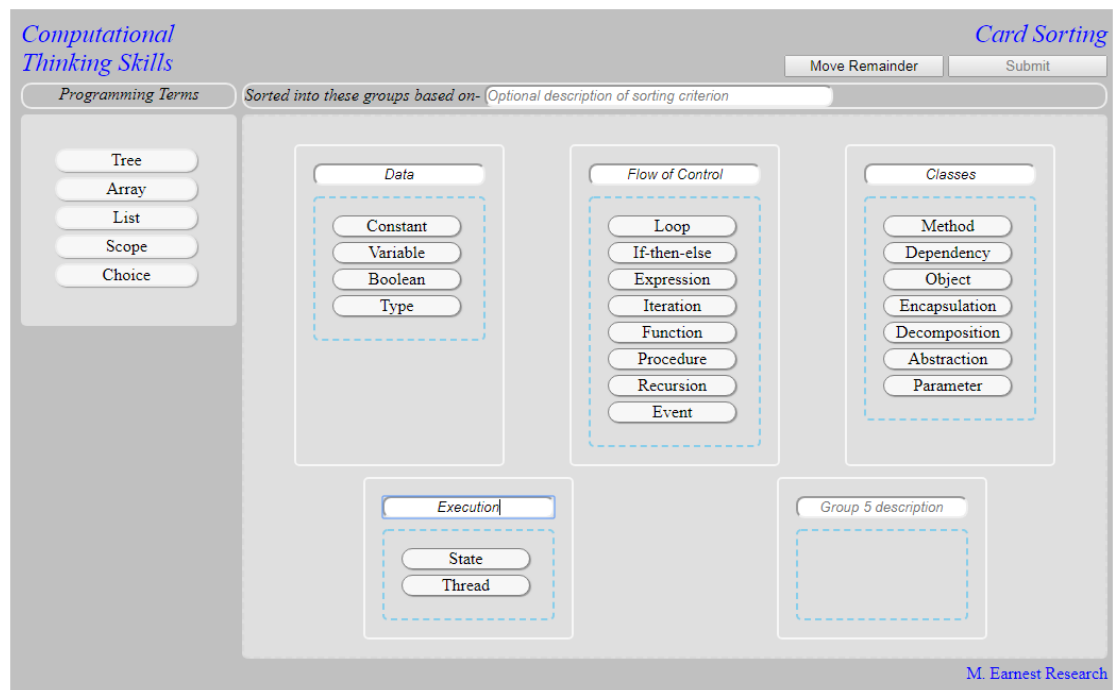 Computational
Thinking Skills
Card Sorting
Move Remainder
Submit
Programming Terms
Sorted into these groups based on- Optional description of sorting criterion
Tree
Array
List
Scope
Choice
Data
Constant
Variable
Boolean
Type
Flow of Control
Loop
If-then-else
Expression
Iteration
Function
Procedure
Recursion
Event
Classes
Method
Dependency
Object
Encapsulation
Decomposition
Abstraction
Parameter
Execution
State
Thread
Group 5 description
M. Earnest Research